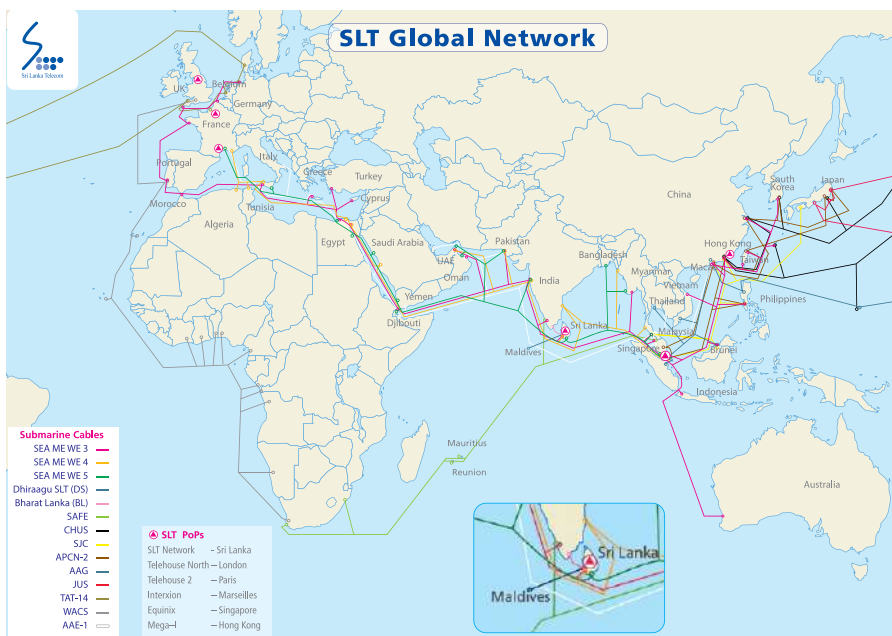 SLT Global Network
Sri Lanka Telecom
UK
Belgium
Germany
France
Italy
Portugal
Greece
Turkey
Cyprus
Morocco
Tunisia
Algeria
Egypt
Saudi Arabia
UAE
Oman
Yemen
Djibouti
Pakistan
India
Bangladesh
Myanmar
China
South
Korea
Japan
Hong Kong
Taiwan
Macau
Vietnam
Thailand
Philippines
Sri Lanka
Maldives
Malaysia
Singapore
Brunei
Indonesia
Mauritius
Reunion
Australia
Submarine Cables
SEA ME WE 3
SEA ME WE 4
SEA ME WE 5
Dhiraagu SLT (DS)
Bharat Lanka (BL)
SAFE
CHUS
SJC
APCN-2
AAG
JUS
TAT-14
WACS
AAE-1
SLT PoPs
SLT Network - Sri Lanka
Telehouse North – London
Telehouse 2 – Paris
Interxion – Marseilles
Equinix – Singapore
Mega-I – Hong Kong
Sri Lanka
Maldives